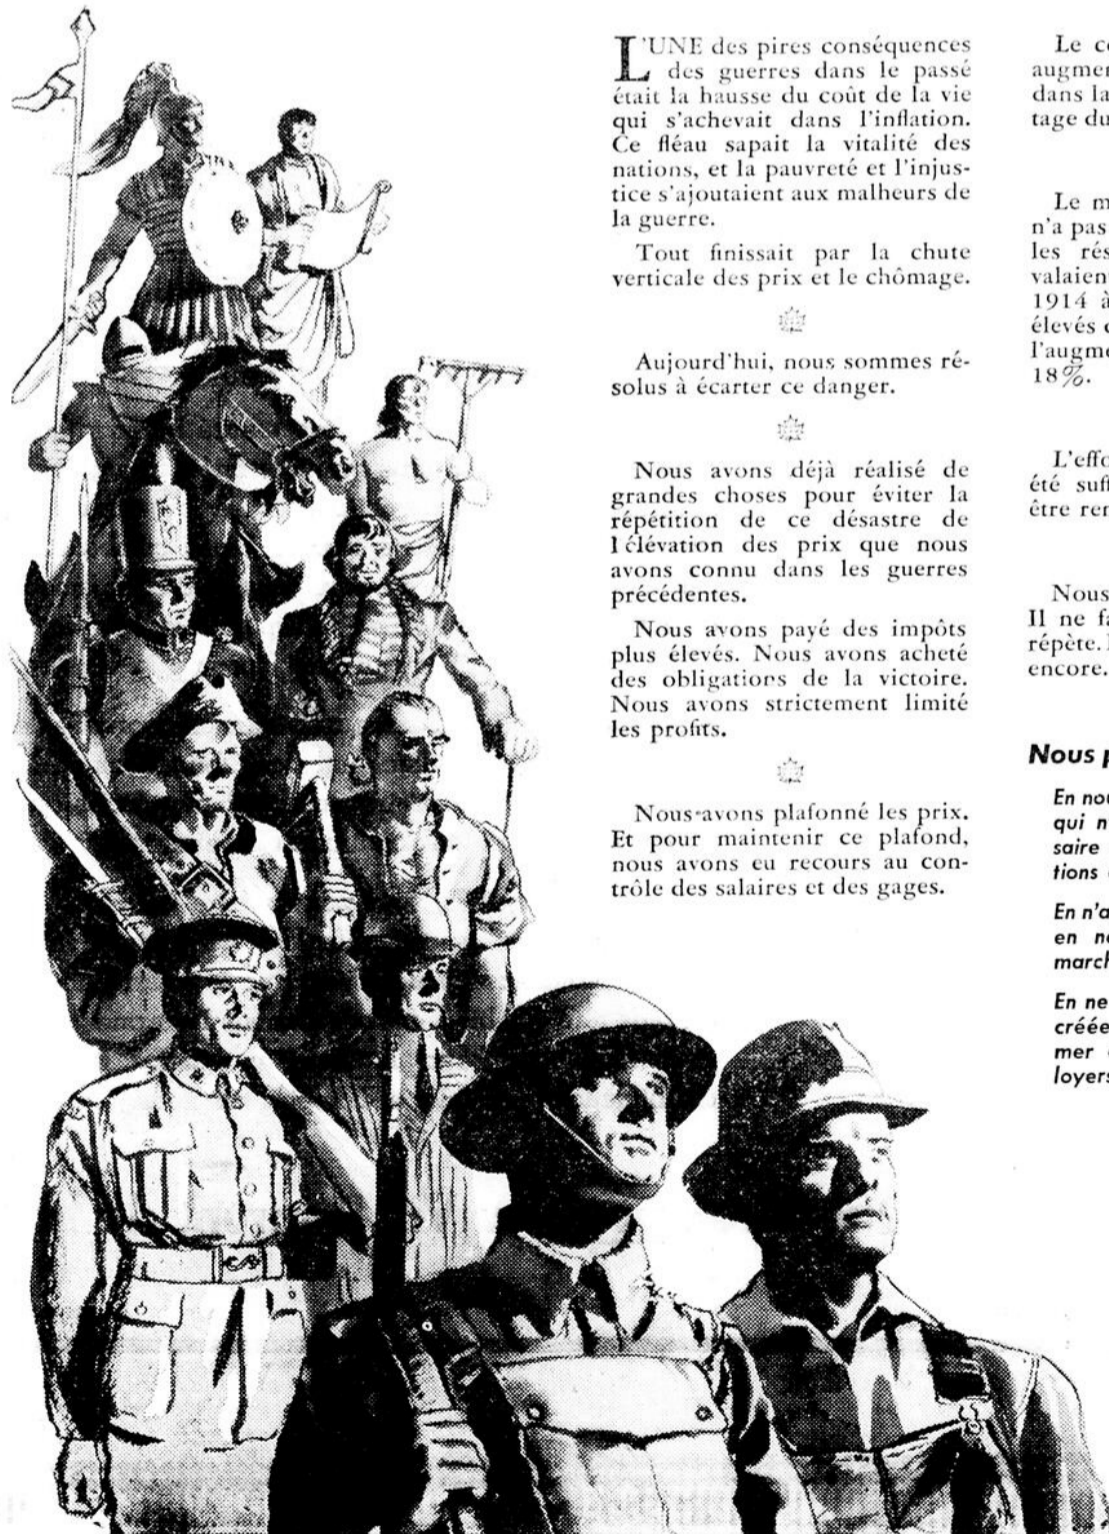 L'UNE des pires conséquences
des guerres dans le passé
était la hausse du coût de la vie
qui s'achevait dans l'inflation.
Ce fléau sapait la vitalité des
nations, et la pauvreté et l'injus-
tice s'ajoutaient aux malheurs de
la guerre.
Tout finissait par la chute
verticale des prix et le chômage.
Aujourd'hui, nous sommes ré-
solus à écarter ce danger.
Nous avons déjà réalisé de
grandes choses pour éviter la
répétition de ce désastre de
l'élévation des prix que nous
avons connu dans les guerres
précédentes.
Nous avons payé des impôts
plus élevés. Nous avons acheté
des obligations de la victoire.
Nous avons strictement limité
les profits.
Nous avons plafonné les prix.
Et pour maintenir ce plafond,
nous avons eu recours au con-
trôle des salaires et des gages.
Le
augmen
dans la
tage du
Le
n'a pas
les
valaien
1914 à
élevés
l'augme
18%.
L'effo
été
être
Nous
Il ne
répète.
encore.
Nous
En
qui
saire
tions
En n'a
en
march
En ne
créée
mer
loyers